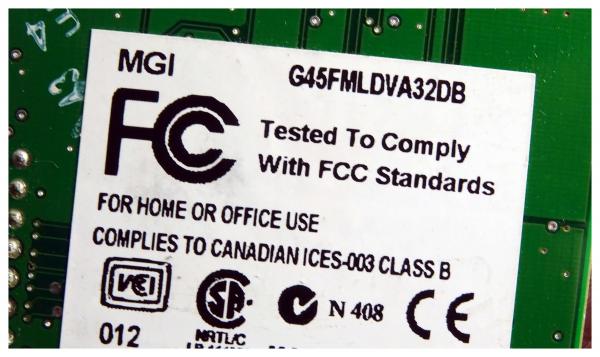 MGI G45FMLDVA32DB
FC Tested To Comply
With FCC Standards
FOR HOME OR OFFICE USE
COMPLIES TO CANADIAN ICES-003 CLASS B
VCI SA N 408 CE
012 NRTL/C